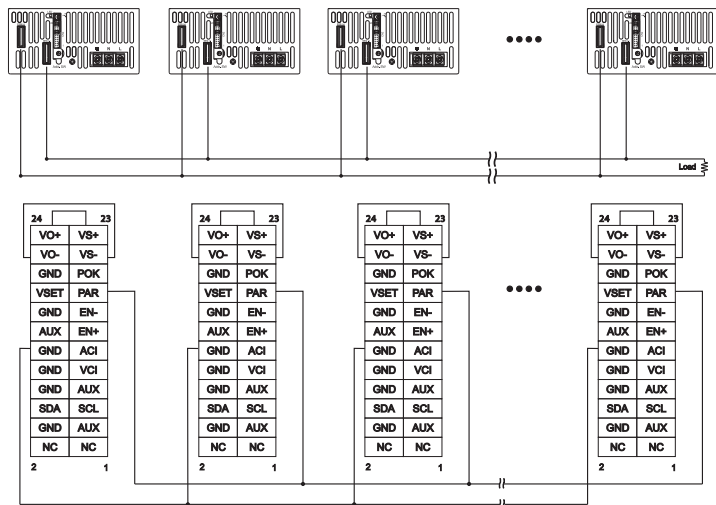 N L
N L
N L
N L
Load
24 23 24 23 24 23 24 23
VO+ VS+ VO+ VS+ VO+ VS+ VO+ VS+
VO- VS- VO- VS- VO- VS- VO- VS-
GND POK GND POK GND POK GND POK
VSET PAR VSET PAR VSET PAR VSET PAR
GND EN- GND EN- GND EN- GND EN-
AUX EN+ AUX EN+ AUX EN+ AUX EN+
GND ACI GND ACI GND ACI GND ACI
GND VCI GND VCI GND VCI GND VCI
GND AUX GND AUX GND AUX GND AUX
SDA SCL SDA SCL SDA SCL SDA SCL
GND AUX GND AUX GND AUX GND AUX
NC NC NC NC NC NC NC NC
2 1 2 1 2 1 2 1